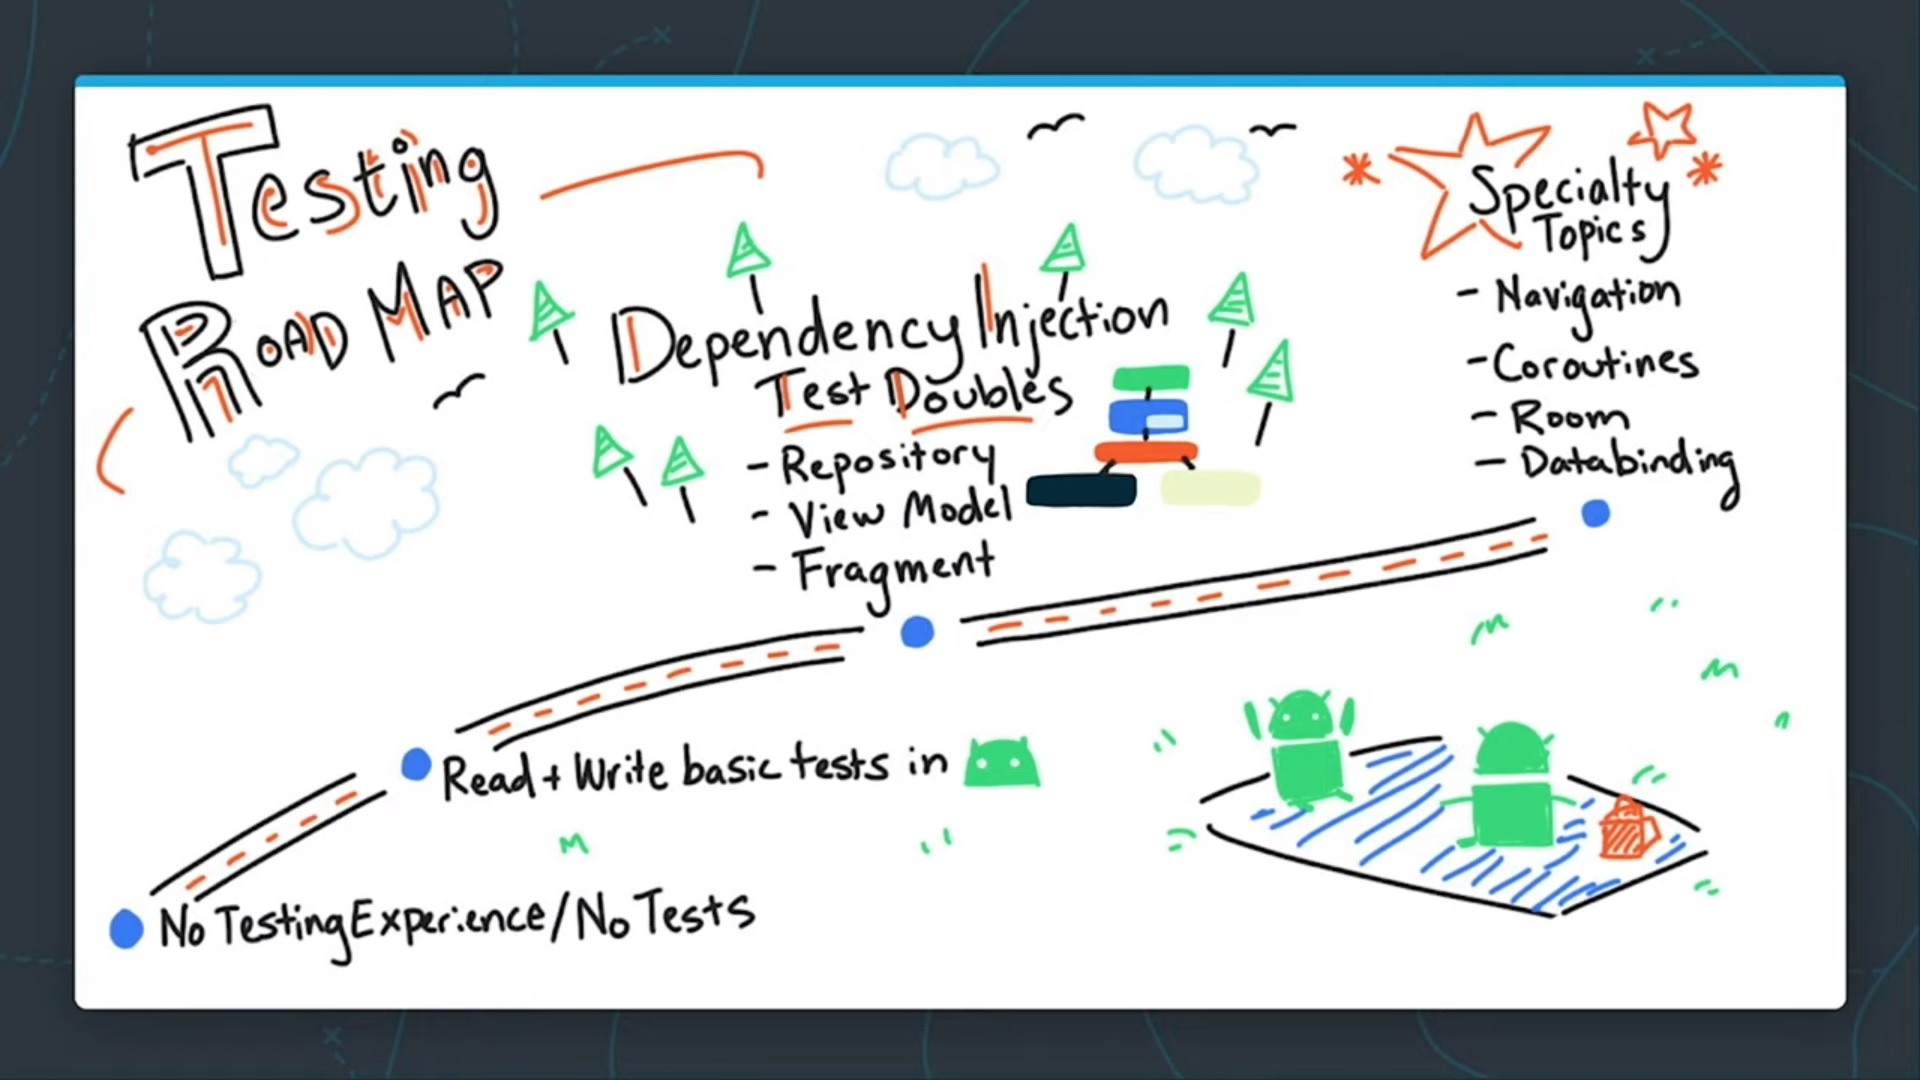 Testing
ROAD MAP
Dependency Injection
Test Doubles
- Repository
- View Model
- Fragment
Specialty
Topics
- Navigation
- Coroutines
- Room
- Databinding
Read + Write basic tests in
No Testing Experience/No Tests